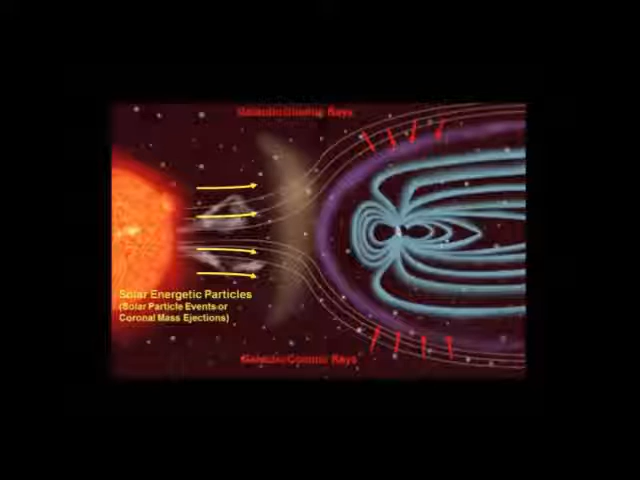 Galactic Cosmic Rays
Solar Energetic Particles
(Solar Particle Events or
Coronal Mass Ejections)
Galactic Cosmic Rays